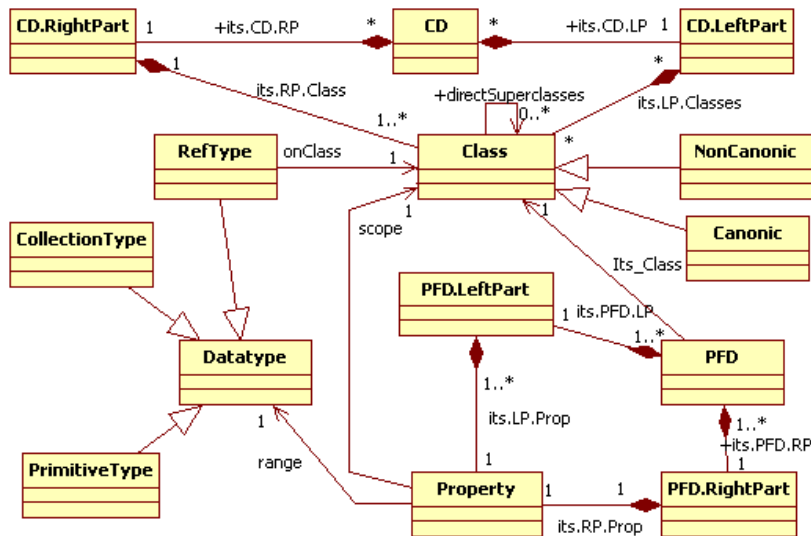 CD.RightPart
1
+its.CD.RP
*
CD
*
+its.CD.LP
1
CD.LeftPart
1
its.RP.Class
1..*
+directSuperclasses
0..*
*
its.LP.Classes
*
RefType
onClass
1
Class
NonCanonic
1
scope
1
Canonic
CollectionType
Its_Class
PFD.LeftPart
1
its.PFD.LP
1..*
Datatype
PFD
1..*
1
its.LP.Prop
1..*
+its.PFD.RP
PrimitiveType
range
1
1
Property
1
1
PFD.RightPart
its.RP.Prop